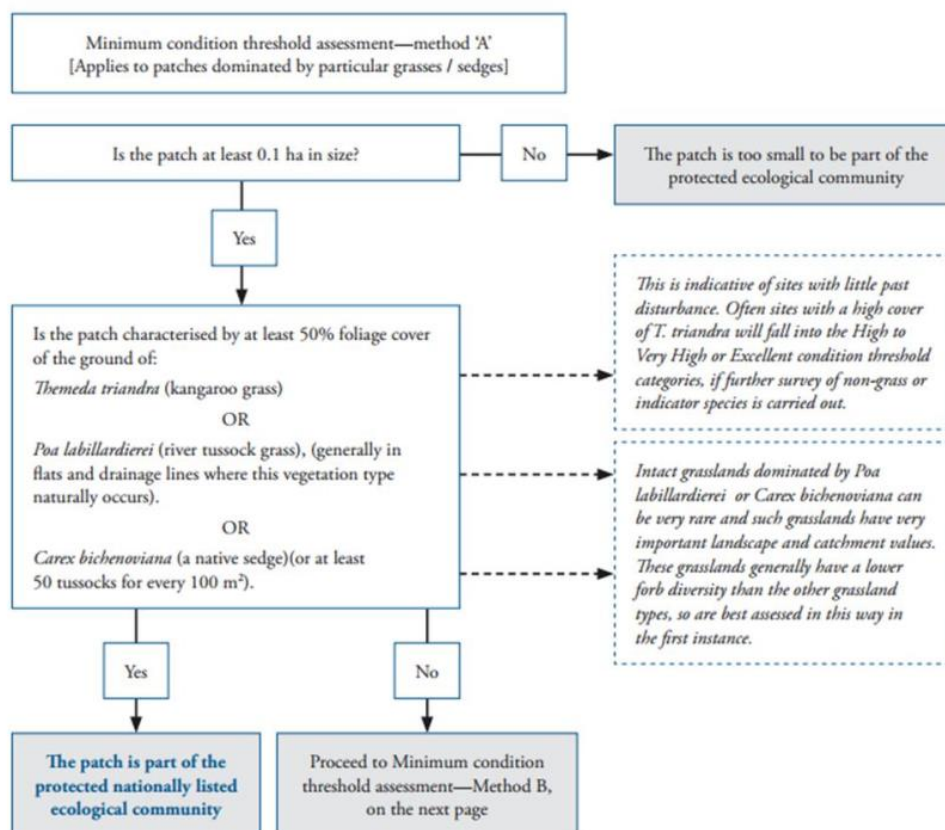 Minimum condition threshold assessment—method ‘A’
[Applies to patches dominated by particular grasses / sedges]
Is the patch at least 0.1 ha in size?
No
The patch is too small to be part of the
protected ecological community
Yes
Is the patch characterised by at least 50% foliage cover
of the ground of:
Themeda triandra (kangaroo grass)
OR
Poa labillardierei (river tussock grass), (generally in
flats and drainage lines where this vegetation type
naturally occurs).
OR
Carex bichenoviana (a native sedge)(or at least
50 tussocks for every 100 m²).
This is indicative of sites with little past
disturbance. Often sites with a high cover
of T. triandra will fall into the High to
Very High or Excellent condition threshold
categories, if further survey of non-grass or
indicator species is carried out.
Intact grasslands dominated by Poa
labillardierei or Carex bichenoviana can
be very rare and such grasslands have very
important landscape and catchment values.
These grasslands generally have a lower
forb diversity than the other grassland
types, so are best assessed in this way in
the first instance.
Yes
No
The patch is part of the
protected nationally listed
ecological community
Proceed to Minimum condition
threshold assessment—Method B,
on the next page